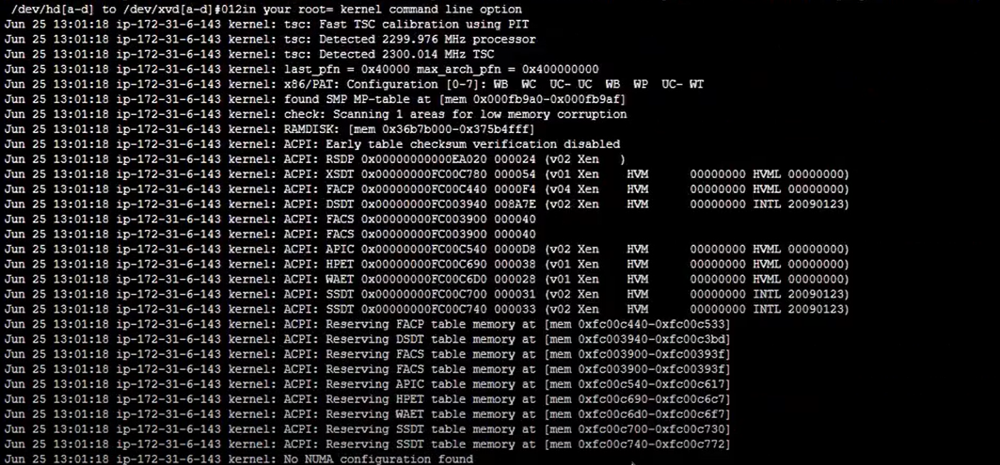 /dev/hd[a-d] to /dev/xvd[a-d]#012in your root= kernel command line option
Jun 25 13:01:18 ip-172-31-6-143 kernel: tsc: Fast TSC calibration using PIT
Jun 25 13:01:18 ip-172-31-6-143 kernel: tsc: Detected 2299.976 MHz processor
Jun 25 13:01:18 ip-172-31-6-143 kernel: tsc: Detected 2300.014 MHz TSC
Jun 25 13:01:18 ip-172-31-6-143 kernel: last_pfn = 0x40000 max_arch_pfn = 0x400000000
Jun 25 13:01:18 ip-172-31-6-143 kernel: x86/PAT: Configuration [0-7]: WB  WC  UC- UC  WB  WP  UC- WT
Jun 25 13:01:18 ip-172-31-6-143 kernel: found SMP MP-table at [mem 0x000fb9a0-0x000fb9af]
Jun 25 13:01:18 ip-172-31-6-143 kernel: check: Scanning 1 areas for low memory corruption
Jun 25 13:01:18 ip-172-31-6-143 kernel: RAMDISK: [mem 0x36b7b000-0x375b4fff]
Jun 25 13:01:18 ip-172-31-6-143 kernel: ACPI: Early table checksum verification disabled
Jun 25 13:01:18 ip-172-31-6-143 kernel: ACPI: RSDP 0x00000000000EA020 000024 (v02 Xen   )
Jun 25 13:01:18 ip-172-31-6-143 kernel: ACPI: XSDT 0x00000000FC00C780 000054 (v01 Xen    HVM      00000000 HVML 00000000)
Jun 25 13:01:18 ip-172-31-6-143 kernel: ACPI: FACP 0x00000000FC00C440 0000F4 (v04 Xen    HVM      00000000 HVML 00000000)
Jun 25 13:01:18 ip-172-31-6-143 kernel: ACPI: DSDT 0x00000000FC003940 008A7E (v02 Xen    HVM      00000000 INTL 20090123)
Jun 25 13:01:18 ip-172-31-6-143 kernel: ACPI: FACS 0x00000000FC003900 000040
Jun 25 13:01:18 ip-172-31-6-143 kernel: ACPI: FACS 0x00000000FC003900 000040
Jun 25 13:01:18 ip-172-31-6-143 kernel: ACPI: APIC 0x00000000FC00C540 0000D8 (v02 Xen    HVM      00000000 HVML 00000000)
Jun 25 13:01:18 ip-172-31-6-143 kernel: ACPI: HPET 0x00000000FC00C690 000038 (v01 Xen    HVM      00000000 HVML 00000000)
Jun 25 13:01:18 ip-172-31-6-143 kernel: ACPI: WAET 0x00000000FC00C6D0 000028 (v01 Xen    HVM      00000000 HVML 00000000)
Jun 25 13:01:18 ip-172-31-6-143 kernel: ACPI: SSDT 0x00000000FC00C700 000031 (v02 Xen    HVM      00000000 INTL 20090123)
Jun 25 13:01:18 ip-172-31-6-143 kernel: ACPI: SSDT 0x00000000FC00C740 000033 (v02 Xen    HVM      00000000 INTL 20090123)
Jun 25 13:01:18 ip-172-31-6-143 kernel: ACPI: Reserving FACP table memory at [mem 0xfc00c440-0xfc00c533]
Jun 25 13:01:18 ip-172-31-6-143 kernel: ACPI: Reserving DSDT table memory at [mem 0xfc003940-0xfc00c3bd]
Jun 25 13:01:18 ip-172-31-6-143 kernel: ACPI: Reserving FACS table memory at [mem 0xfc003900-0xfc00393f]
Jun 25 13:01:18 ip-172-31-6-143 kernel: ACPI: Reserving FACS table memory at [mem 0xfc003900-0xfc00393f]
Jun 25 13:01:18 ip-172-31-6-143 kernel: ACPI: Reserving APIC table memory at [mem 0xfc00c540-0xfc00c617]
Jun 25 13:01:18 ip-172-31-6-143 kernel: ACPI: Reserving HPET table memory at [mem 0xfc00c690-0xfc00c6c7]
Jun 25 13:01:18 ip-172-31-6-143 kernel: ACPI: Reserving WAET table memory at [mem 0xfc00c6d0-0xfc00c6f7]
Jun 25 13:01:18 ip-172-31-6-143 kernel: ACPI: Reserving SSDT table memory at [mem 0xfc00c700-0xfc00c730]
Jun 25 13:01:18 ip-172-31-6-143 kernel: ACPI: Reserving SSDT table memory at [mem 0xfc00c740-0xfc00c772]
Jun 25 13:01:18 ip-172-31-6-143 kernel: No NUMA configuration found